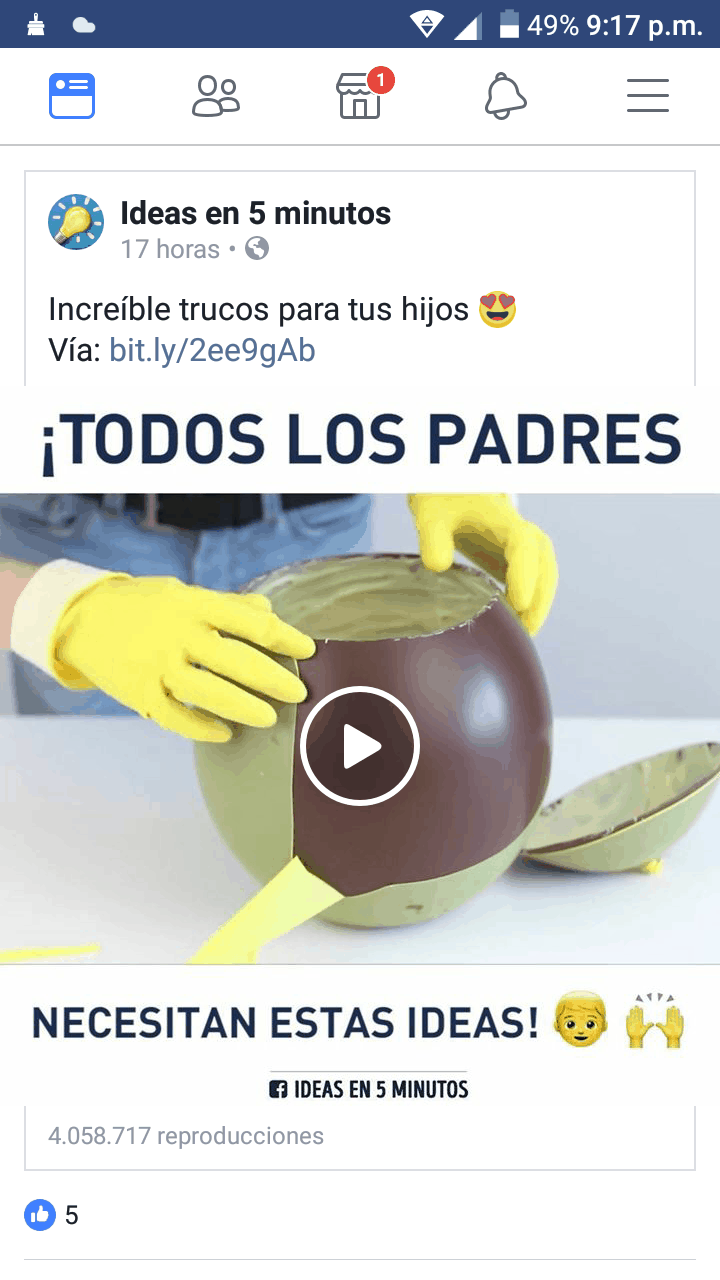 49% 9:17 p.m.
1
Ideas en 5 minutos
17 horas •
Increíble trucos para tus hijos 😍
Vía: bit.ly/2ee9gAb
¡TODOS LOS PADRES
NECESITAN ESTAS IDEAS! 👦 🙌
IDEAS EN 5 MINUTOS
4.058.717 reproducciones
5